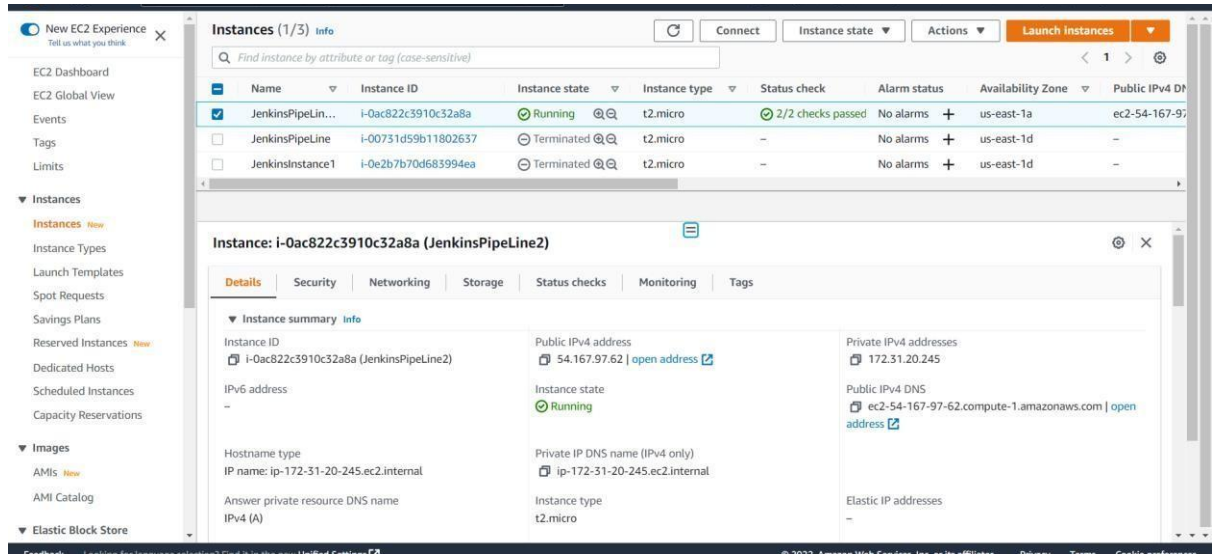 New EC2 Experience
Tell us what you think
EC2 Dashboard
EC2 Global View
Events
Tags
Limits
Instances
Instances New
Instance Types
Launch Templates
Spot Requests
Savings Plans
Reserved Instances New
Dedicated Hosts
Scheduled Instances
Capacity Reservations
Images
AMIs New
AMI Catalog
Elastic Block Store
Instances (1/3) Info
Connect Instance state Actions Launch instances
Find instance by attribute or tag (case-sensitive)
1
Name Instance ID Instance state Instance type Status check Alarm status Availability Zone Public IPv4 DN
JenkinsPipeLin... i-0ac822c3910c32a8a Running t2.micro 2/2 checks passed No alarms + us-east-1a ec2-54-167-97
JenkinsPipeLine i-00731d59b11802637 Terminated t2.micro – No alarms + us-east-1d –
JenkinsInstance1 i-0e2b7b70d683994ea Terminated t2.micro – No alarms + us-east-1d –
Instance: i-0ac822c3910c32a8a (JenkinsPipeLine2)
Details Security Networking Storage Status checks Monitoring Tags
Instance summary Info
Instance ID Public IPv4 address Private IPv4 addresses
i-0ac822c3910c32a8a (JenkinsPipeLine2) 54.167.97.62 | open address 172.31.20.245
IPv6 address Instance state Public IPv4 DNS
– Running ec2-54-167-97-62.compute-1.amazonaws.com | open
address
Hostname type Private IP DNS name (IPv4 only)
IP name: ip-172-31-20-245.ec2.internal ip-172-31-20-245.ec2.internal
Answer private resource DNS name Instance type Elastic IP addresses
IPv4 (A) t2.micro –
Feedback Looking for language selection? Find it in the new Unified Settings © 2022, Amazon Web Services, Inc. or its affiliates. Privacy Terms Cookie preferences